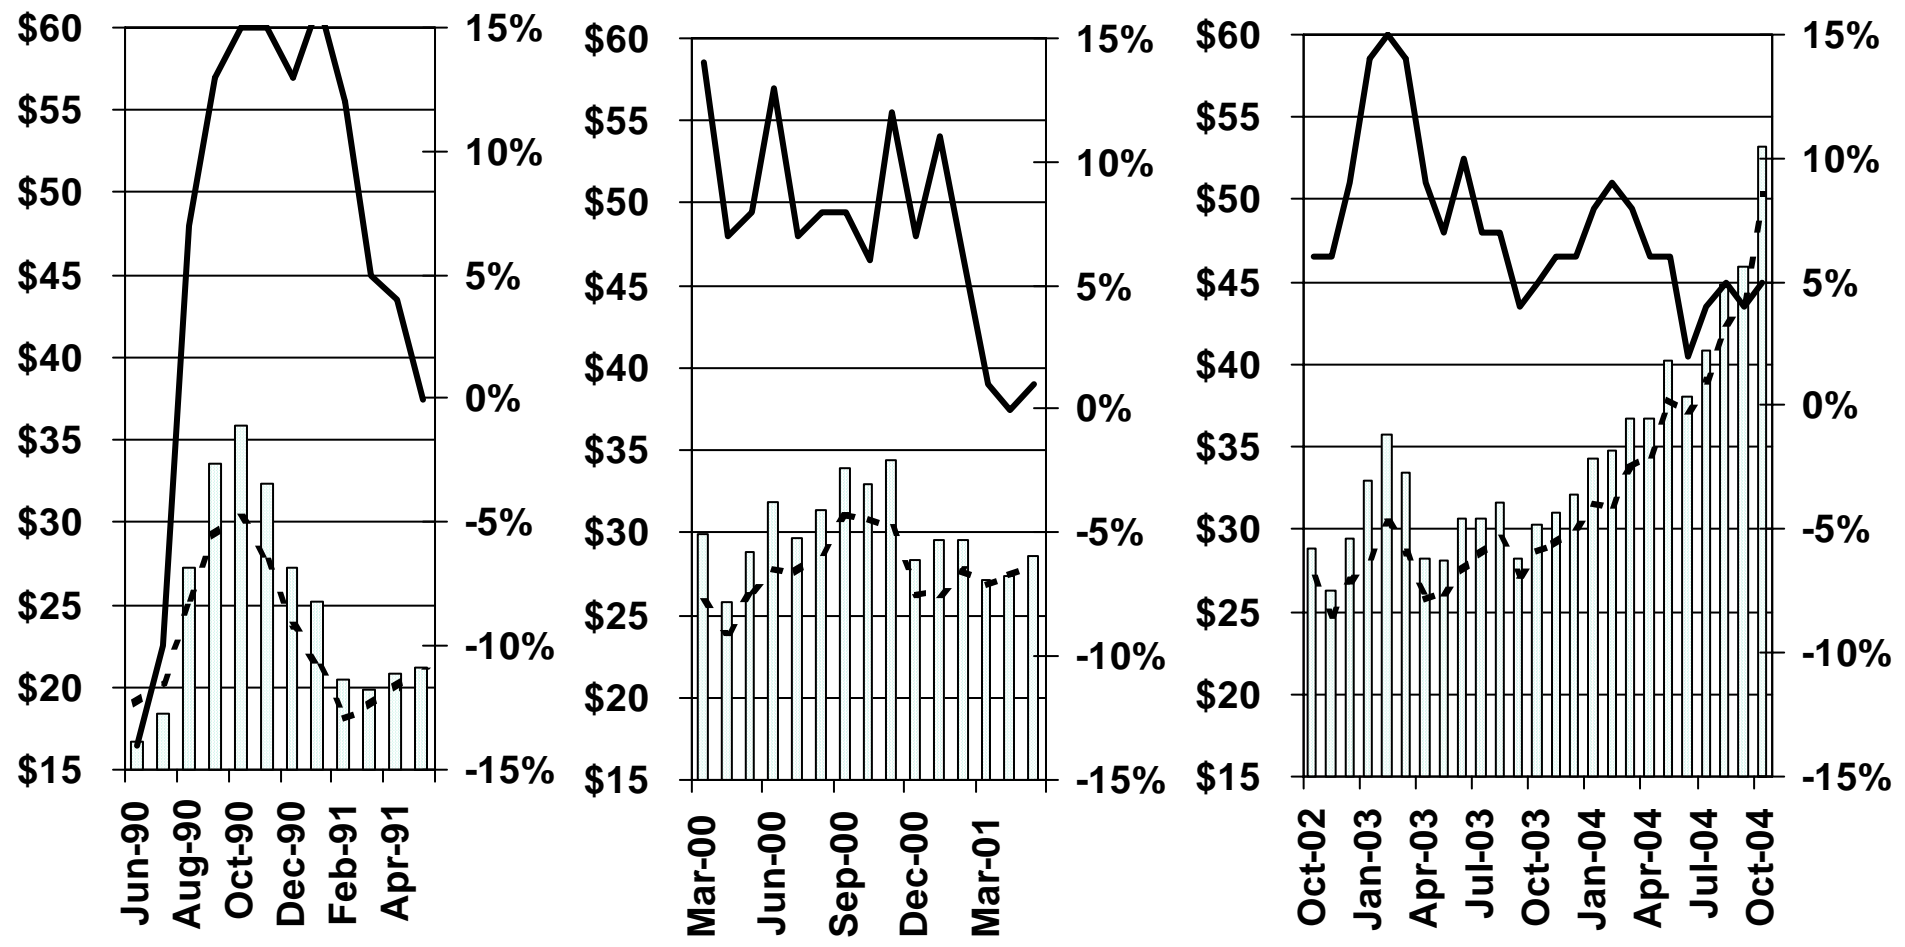 $60
$55
$50
$45
$40
$35
$30
$25
$20
$15
15%
10%
5%
0%
-5%
-10%
-15%
Jun-90
Aug-90
Oct-90
Dec-90
Feb-91
Apr-91
$60
$55
$50
$45
$40
$35
$30
$25
$20
$15
15%
10%
5%
0%
-5%
-10%
-15%
Mar-00
Jun-00
Sep-00
Dec-00
Mar-01
$60
$55
$50
$45
$40
$35
$30
$25
$20
$15
15%
10%
5%
0%
-5%
-10%
-15%
Oct-02
Jan-03
Apr-03
Jul-03
Oct-03
Jan-04
Apr-04
Jul-04
Oct-04